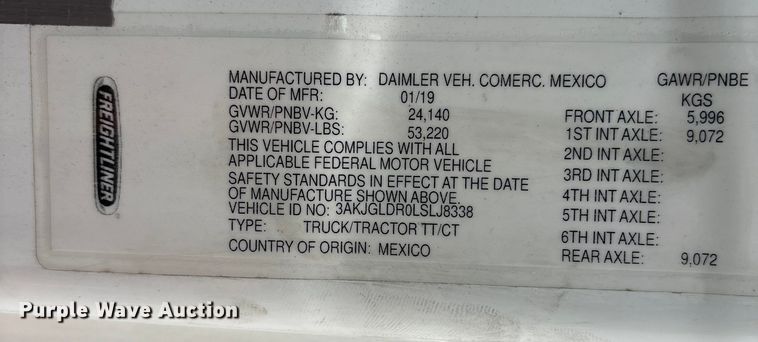 FREIGHTLINER
MANUFACTURED BY: DAIMLER VEH. COMERC. MEXICO GAWR/PNBE
DATE OF MFR: 01/19 KGS
GVWR/PNBV-KG: 24,140 FRONT AXLE: 5,996
GVWR/PNBV-LBS: 53,220 1ST INT AXLE: 9,072
THIS VEHICLE COMPLIES WITH ALL 2ND INT AXLE:
APPLICABLE FEDERAL MOTOR VEHICLE 3RD INT AXLE:
SAFETY STANDARDS IN EFFECT AT THE DATE 4TH INT AXLE:
OF MANUFACTURE SHOWN ABOVE.
VEHICLE ID NO: 3AKJGLDR0LSLJ8338 5TH INT AXLE:
TYPE: TRUCK/TRACTOR TT/CT 6TH INT AXLE:
COUNTRY OF ORIGIN: MEXICO REAR AXLE: 9,072
Purple Wave Auction